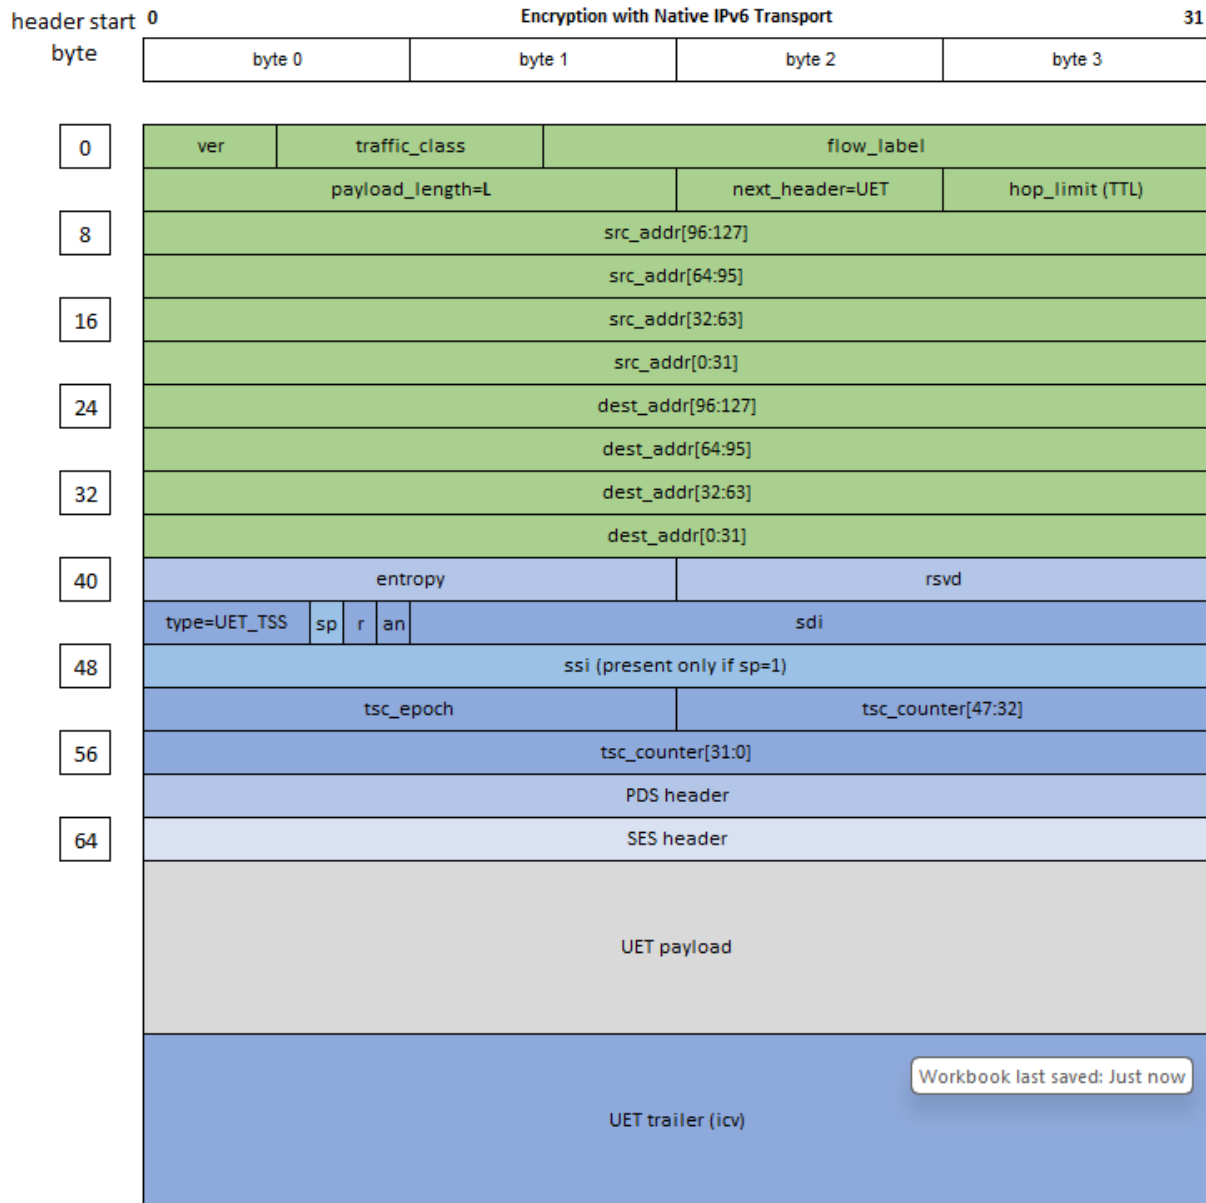 header start byte
0 Encryption with Native IPv6 Transport 31
byte 0 byte 1 byte 2 byte 3
0 ver traffic_class flow_label
payload_length=L next_header=UET hop_limit (TTL)
8 src_addr[96:127]
src_addr[64:95]
16 src_addr[32:63]
src_addr[0:31]
24 dest_addr[96:127]
dest_addr[64:95]
32 dest_addr[32:63]
dest_addr[0:31]
40 entropy rsvd
type=UET_TSS sp r an sdi
48 ssi (present only if sp=1)
tsc_epoch tsc_counter[47:32]
56 tsc_counter[31:0]
PDS header
64 SES header
UET payload
Workbook last saved: Just now
UET trailer (icv)